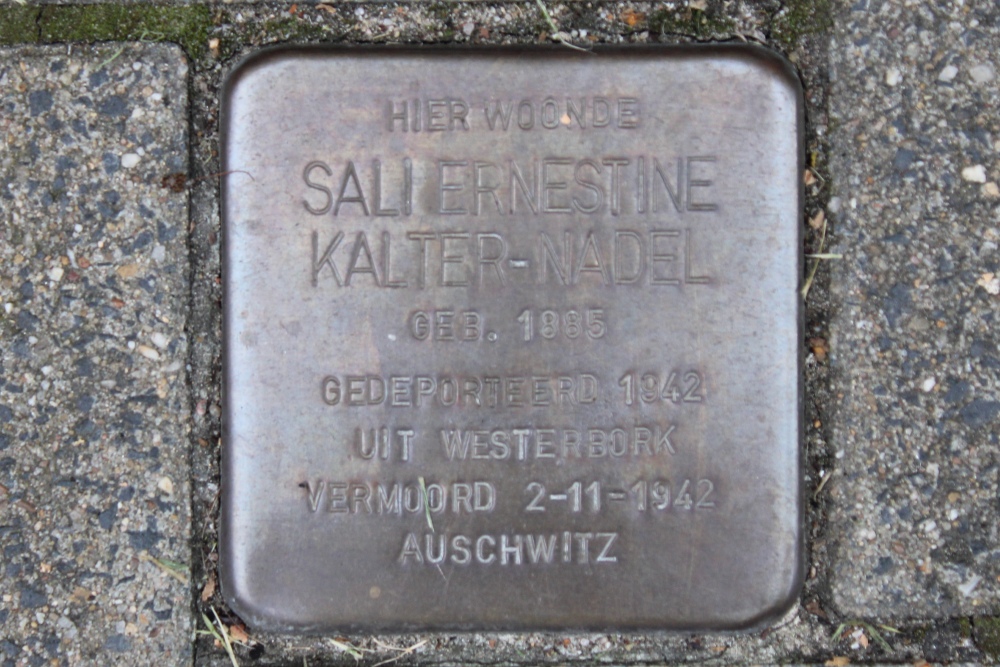 HIER WOONDE
SALI ERNESTINE
KALTER-NADEL
GEB. 1885
GEDEPORTEERD 1942
UIT WESTERBORK
VERMOORD 2-11-1942
AUSCHWITZ